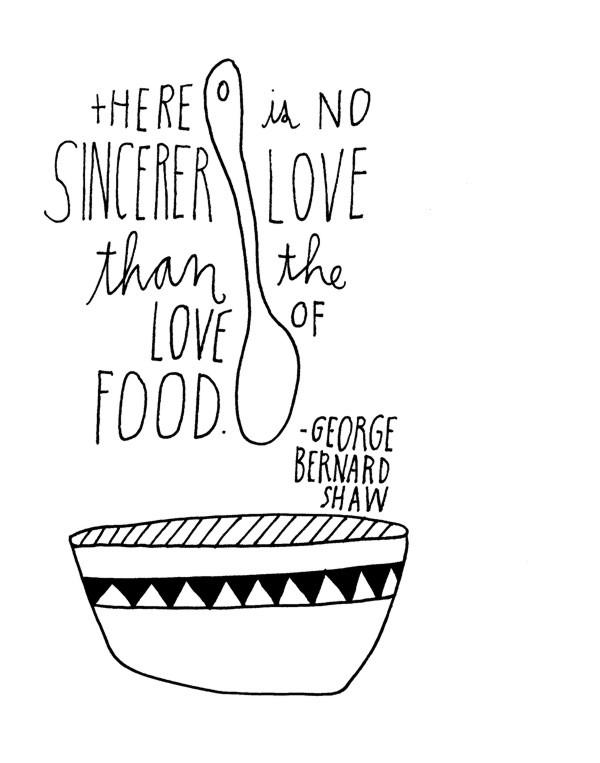 tHERE is NO
SINCERER LOVE
than the
LOVE OF
FOOD.
-GEORGE
BERNARD
SHAW